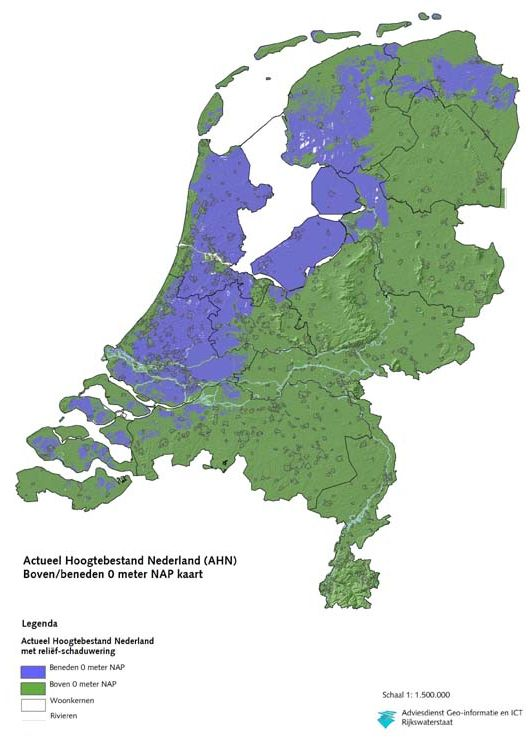 Actueel Hoogtebestand Nederland (AHN)
Boven/beneden 0 meter NAP kaart
Legenda
Actueel Hoogtebestand Nederland
met reliëf-schaduwering
Beneden 0 meter NAP
Boven 0 meter NAP
Woonkernen
Rivieren
Schaal 1: 1.500.000
Adviesdienst Geo-informatie en ICT
Rijkswaterstaat